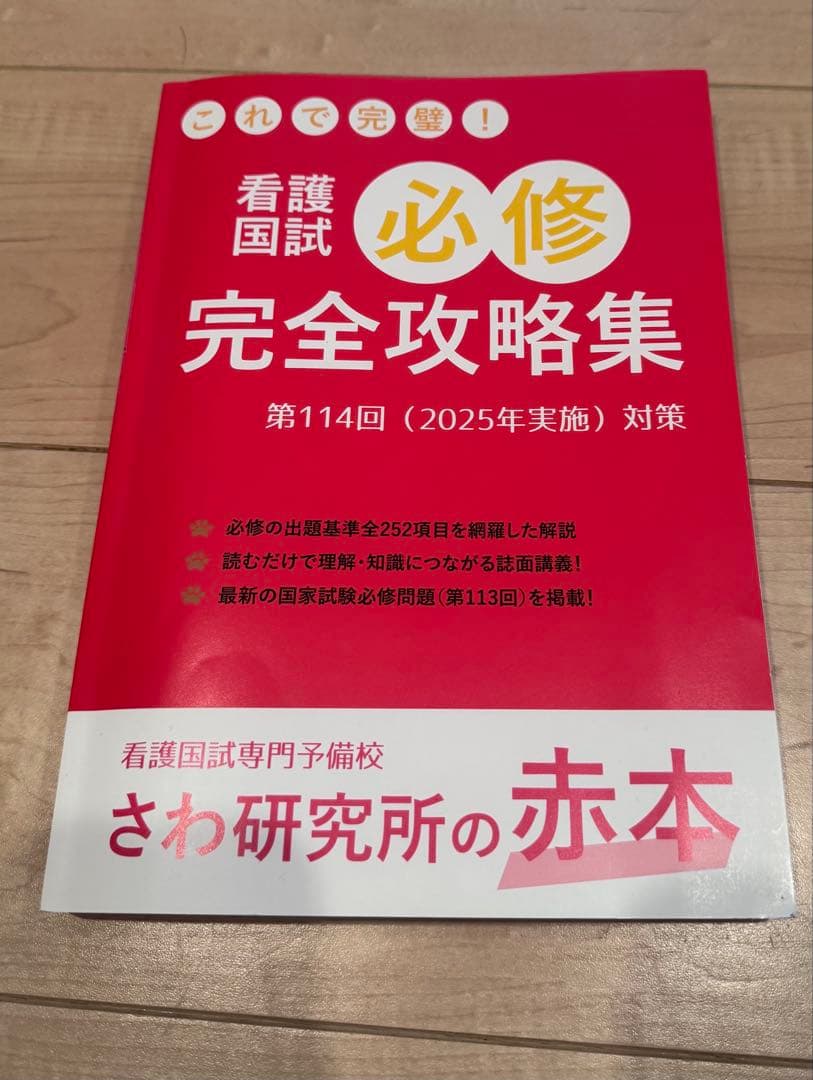 これで完璧！
看護
国試
必修
完全攻略集
第114回（2025年実施）対策
必修の出題基準全252項目を網羅した解説
読むだけで理解・知識につながる誌面講義！
最新の国家試験必修問題（第113回）を掲載！
看護国試専門予備校
さわ研究所の赤本